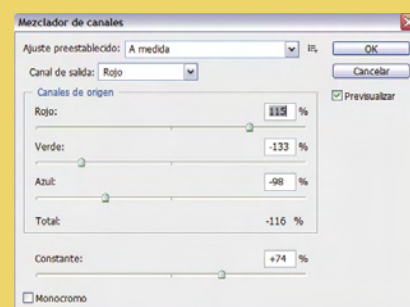 Mezclador de canales
Ajuste preestablecido: A medida
OK
Canal de salida: Rojo
Cancelar
Canales de origen
Previsualizar
Rojo: 115 %
Verde: -133 %
Azul: -98 %
Total: -116 %
Constante: +74 %
Monocromo